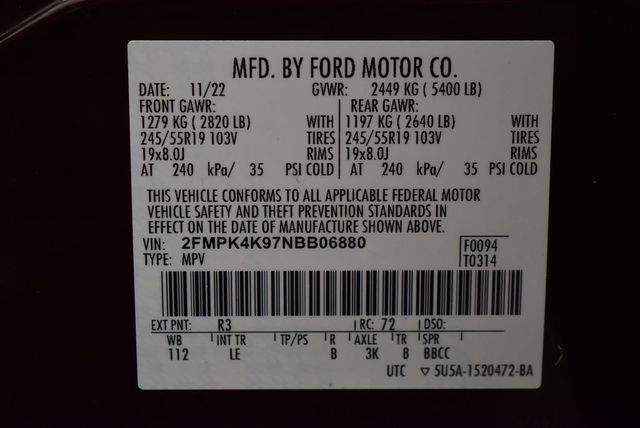 MFD. BY FORD MOTOR CO.
DATE: 11/22 GVWR: 2449 KG ( 5400 LB)
FRONT GAWR: REAR GAWR:
1279 KG ( 2820 LB) WITH 1197 KG ( 2640 LB) WITH
245/55R19 103V TIRES 245/55R19 103V TIRES
19x8.0J RIMS 19x8.0J RIMS
AT 240 kPa/ 35 PSI COLD AT 240 kPa/ 35 PSI COLD
THIS VEHICLE CONFORMS TO ALL APPLICABLE FEDERAL MOTOR
VEHICLE SAFETY AND THEFT PREVENTION STANDARDS IN
EFFECT ON THE DATE OF MANUFACTURE SHOWN ABOVE.
VIN: 2FMPK4K97NBB06880 F0094
TYPE: MPV T0314
EXT PNT: R3 RC: 72 DSO:
WB INT TR TP/PS R AXLE TR SPR
112 LE B 3K 8 BBCC
UTC ▽ 5U5A-1520472-BA